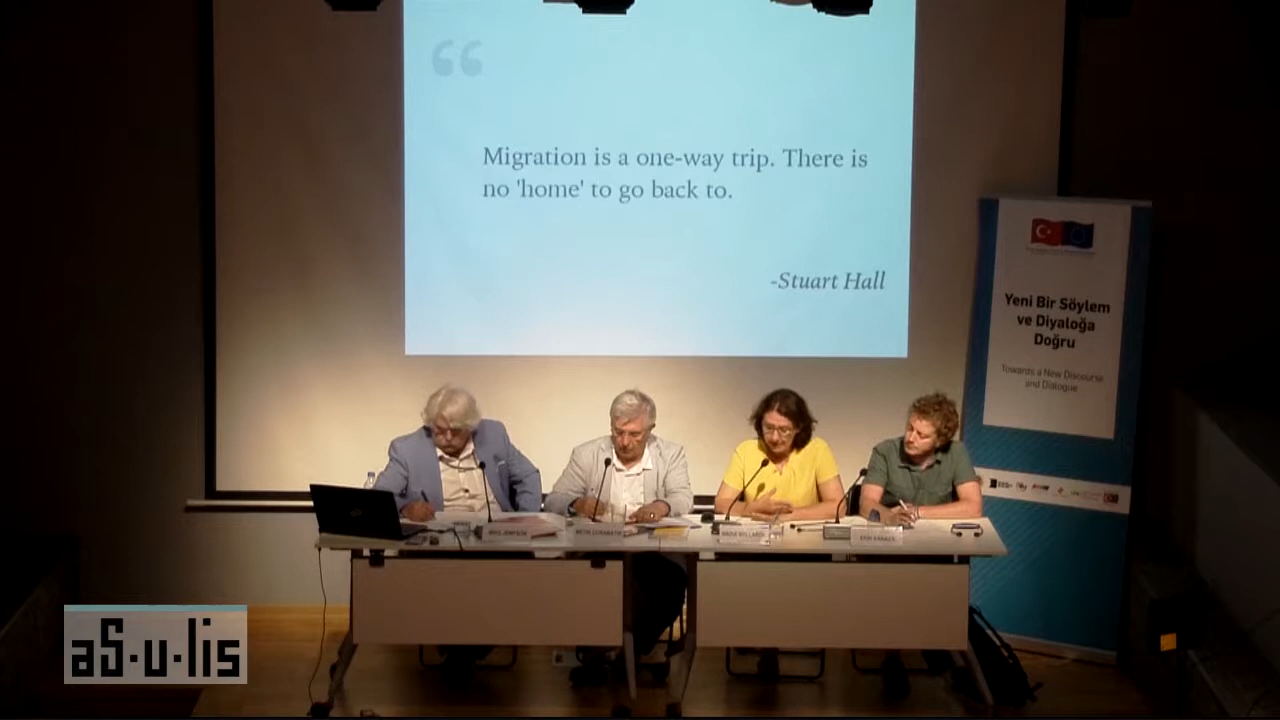 “
Migration is a one-way trip. There is
no 'home' to go back to.
-Stuart Hall
Yeni Bir Söylem
ve Diyaloğa
Doğru
Towards a New Discourse
and Dialogue
aS·u·lis